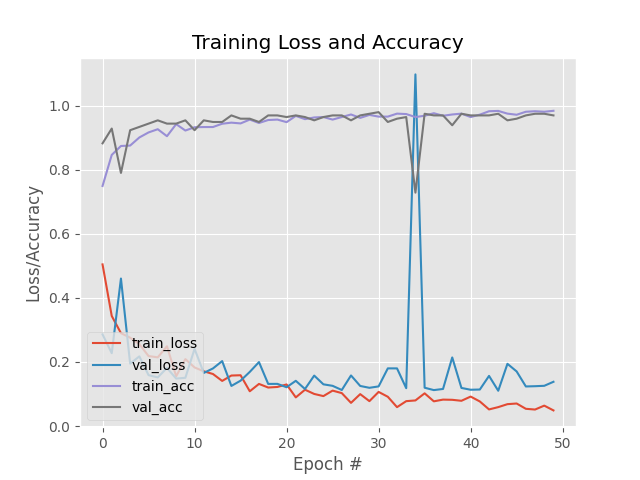 Training Loss and Accuracy
Loss/Accuracy
1.0
0.8
0.6
0.4
0.2
0.0
train_loss
val_loss
train_acc
val_acc
0 10 20 30 40 50
Epoch #